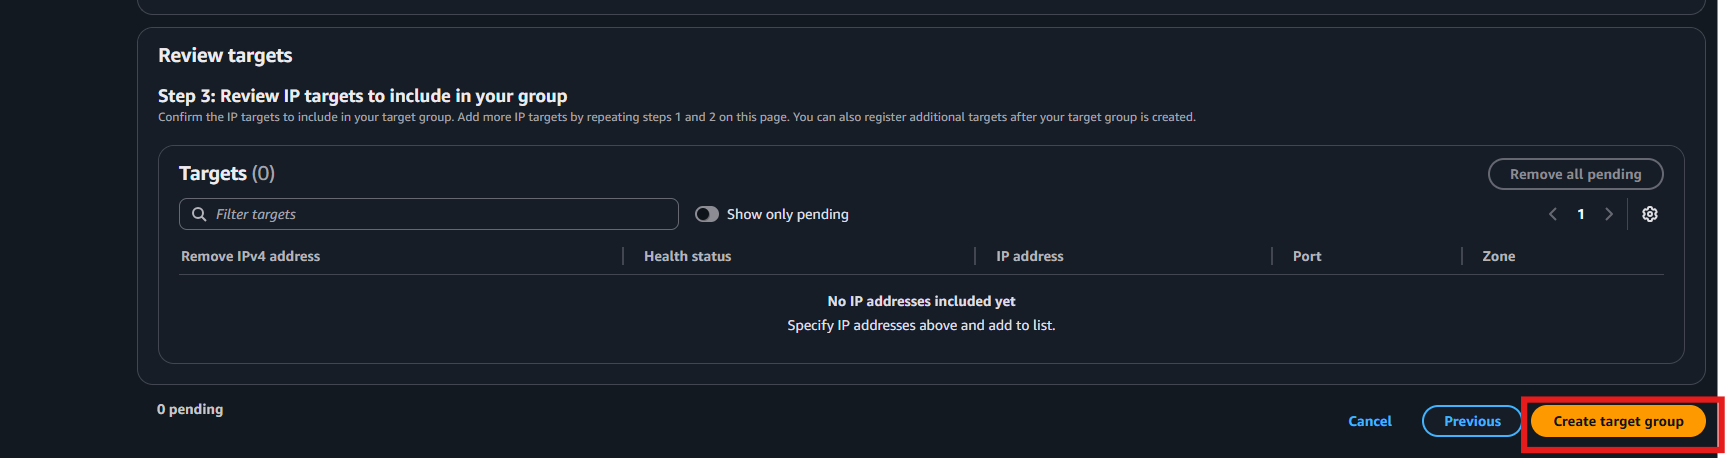 Review targets
Step 3: Review IP targets to include in your group
Confirm the IP targets to include in your target group. Add more IP targets by repeating steps 1 and 2 on this page. You can also register additional targets after your target group is created.
Targets (0)
Remove all pending
Filter targets
Show only pending
1
Remove IPv4 address
Health status
IP address
Port
Zone
No IP addresses included yet
Specify IP addresses above and add to list.
0 pending
Cancel
Previous
Create target group